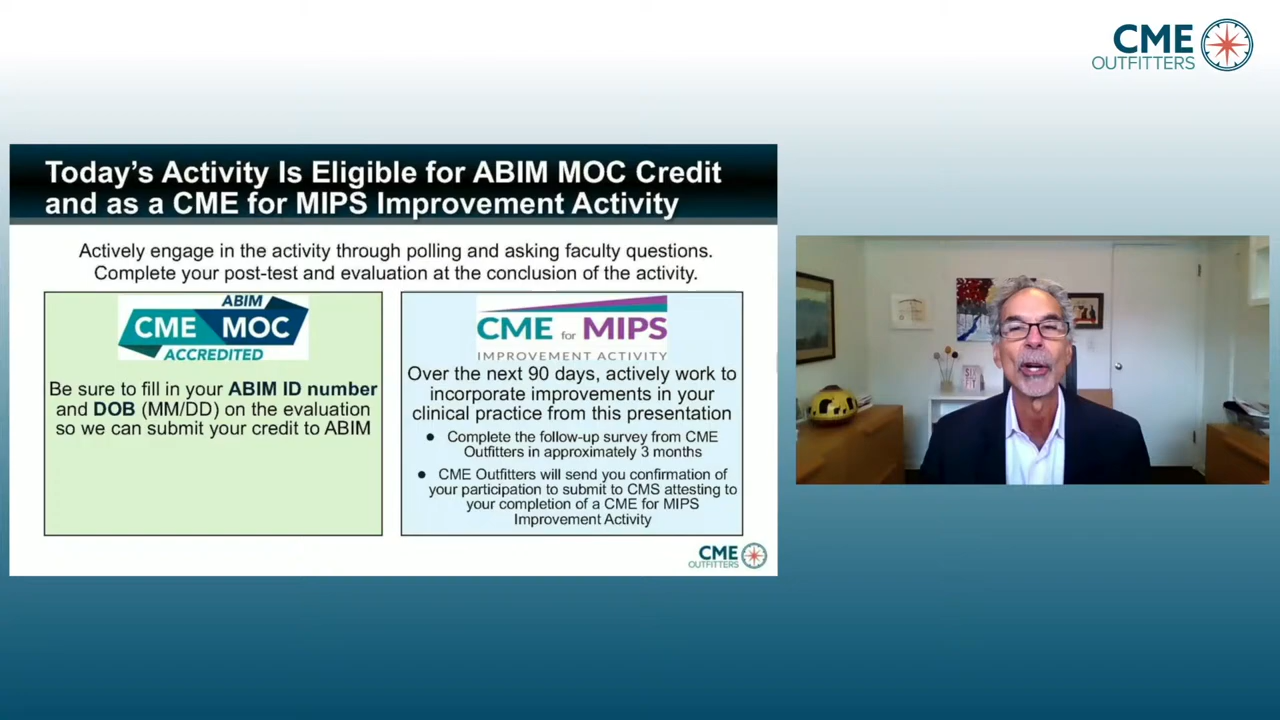 CME
OUTFITTERS
Today's Activity Is Eligible for ABIM MOC Credit
and as a CME for MIPS Improvement Activity
Actively engage in the activity through polling and asking faculty questions.
Complete your post-test and evaluation at the conclusion of the activity.
ABIM
CME MOC
ACCREDITED
Be sure to fill in your ABIM ID number
and DOB (MM/DD) on the evaluation
so we can submit your credit to ABIM
CME for MIPS
IMPROVEMENT ACTIVITY
Over the next 90 days, actively work to
incorporate improvements in your
clinical practice from this presentation
● Complete the follow-up survey from CME
Outfitters in approximately 3 months
● CME Outfitters will send you confirmation of
your participation to submit to CMS attesting to
your completion of a CME for MIPS
Improvement Activity
CME
OUTFITTERS